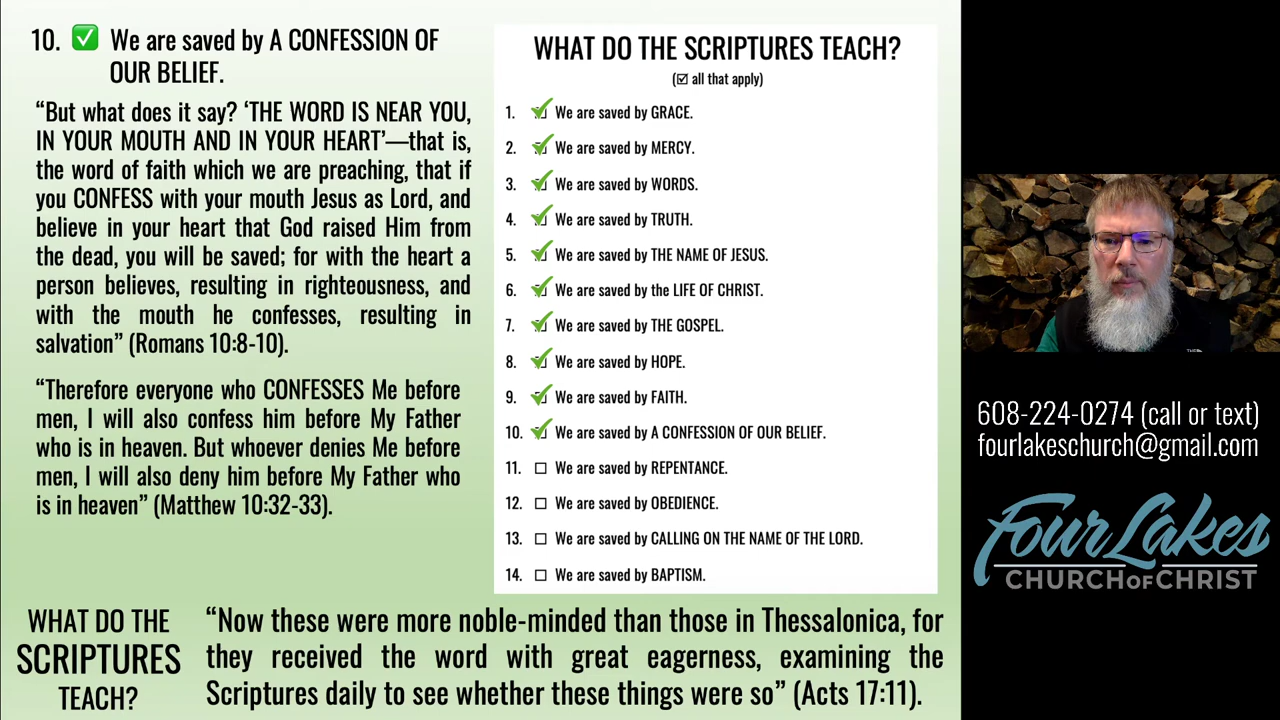 10. ✅ We are saved by A CONFESSION OF
OUR BELIEF.
“But what does it say? ‘THE WORD IS NEAR YOU,
IN YOUR MOUTH AND IN YOUR HEART’—that is,
the word of faith which we are preaching, that if
you CONFESS with your mouth Jesus as Lord, and
believe in your heart that God raised Him from
the dead, you will be saved; for with the heart a
person believes, resulting in righteousness, and
with the mouth he confesses, resulting in
salvation” (Romans 10:8-10).
“Therefore everyone who CONFESSES Me before
men, I will also confess him before My Father
who is in heaven. But whoever denies Me before
men, I will also deny him before My Father who
is in heaven” (Matthew 10:32-33).
WHAT DO THE SCRIPTURES TEACH?
(☑ all that apply)
1. We are saved by GRACE.
2. We are saved by MERCY.
3. We are saved by WORDS.
4. We are saved by TRUTH.
5. We are saved by THE NAME OF JESUS.
6. We are saved by the LIFE OF CHRIST.
7. We are saved by THE GOSPEL.
8. We are saved by HOPE.
9. We are saved by FAITH.
10. We are saved by A CONFESSION OF OUR BELIEF.
11. ☐ We are saved by REPENTANCE.
12. ☐ We are saved by OBEDIENCE.
13. ☐ We are saved by CALLING ON THE NAME OF THE LORD.
14. ☐ We are saved by BAPTISM.
WHAT DO THE
SCRIPTURES
TEACH?
“Now these were more noble-minded than those in Thessalonica, for
they received the word with great eagerness, examining the
Scriptures daily to see whether these things were so” (Acts 17:11).
608-224-0274 (call or text)
fourlakeschurch@gmail.com
Four Lakes
CHURCH OF CHRIST